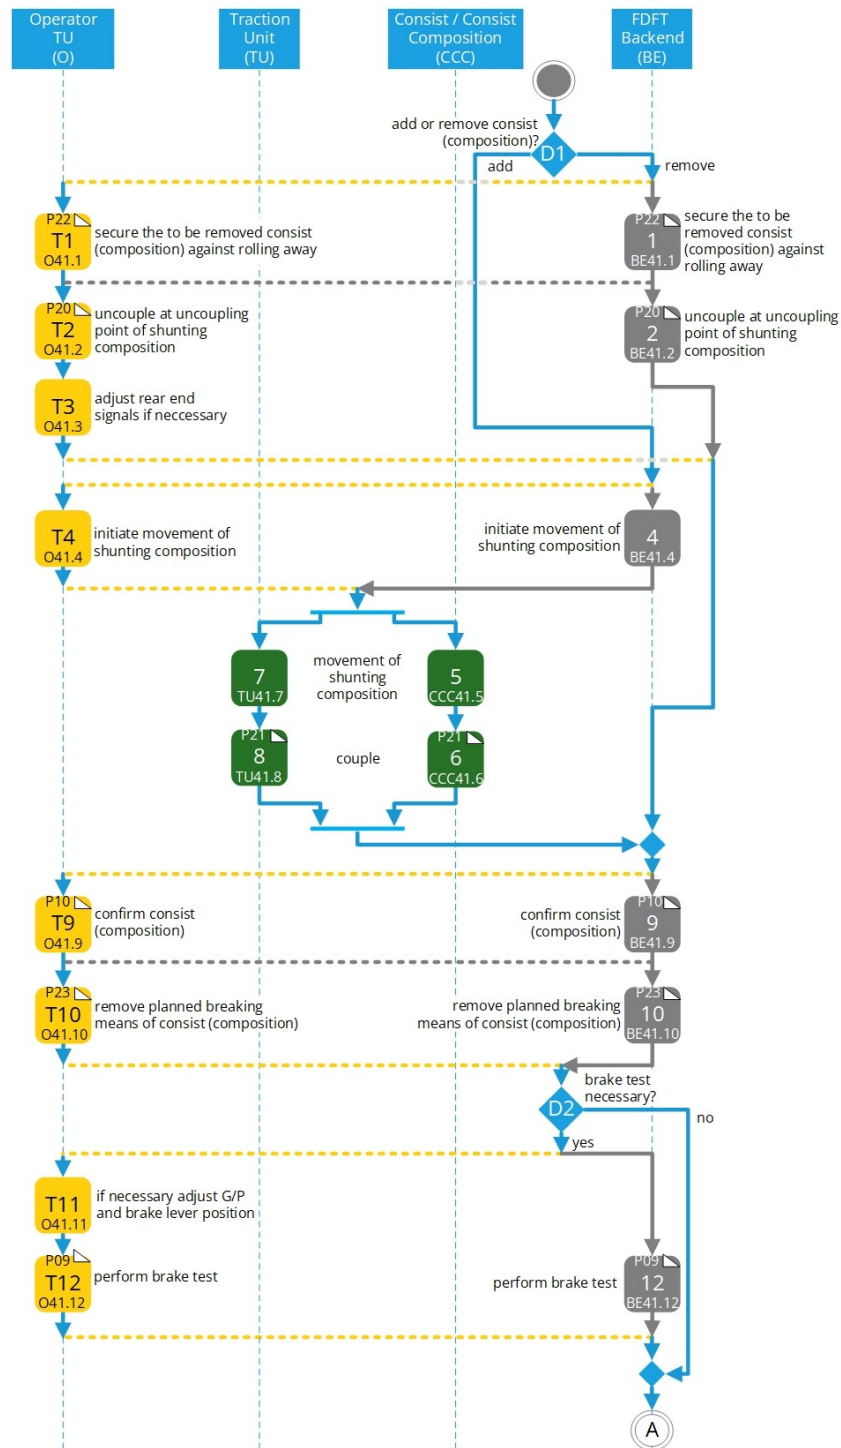 Operator
TU
(O)
Traction
Unit
(TU)
Consist / Consist
Composition
(CCC)
FDFT
Backend
(BE)
add or remove consist
(composition)?
D1
add
remove
P22
T1
O41.1
secure the to be removed consist
(composition) against rolling away
P22
1
BE41.1
secure the to be
removed consist
(composition) against
rolling away
P20
T2
O41.2
uncouple at uncoupling
point of shunting
composition
P20
2
BE41.2
uncouple at uncoupling
point of shunting
composition
T3
O41.3
adjust rear end
signals if neccessary
T4
O41.4
initiate movement of
shunting composition
initiate movement of
shunting composition
4
BE41.4
7
TU41.7
movement of
shunting
composition
5
CCC41.5
P21
8
TU41.8
couple
P21
6
CCC41.6
P10
T9
O41.9
confirm consist
(composition)
confirm consist
(composition)
P10
9
BE41.9
P23
T10
O41.10
remove planned breaking
means of consist (composition)
remove planned breaking
means of consist (composition)
P23
10
BE41.10
brake test
necessary?
D2
no
yes
T11
O41.11
if necessary adjust G/P
and brake lever position
P09
T12
O41.12
perform brake test
perform brake test
P09
12
BE41.12
A